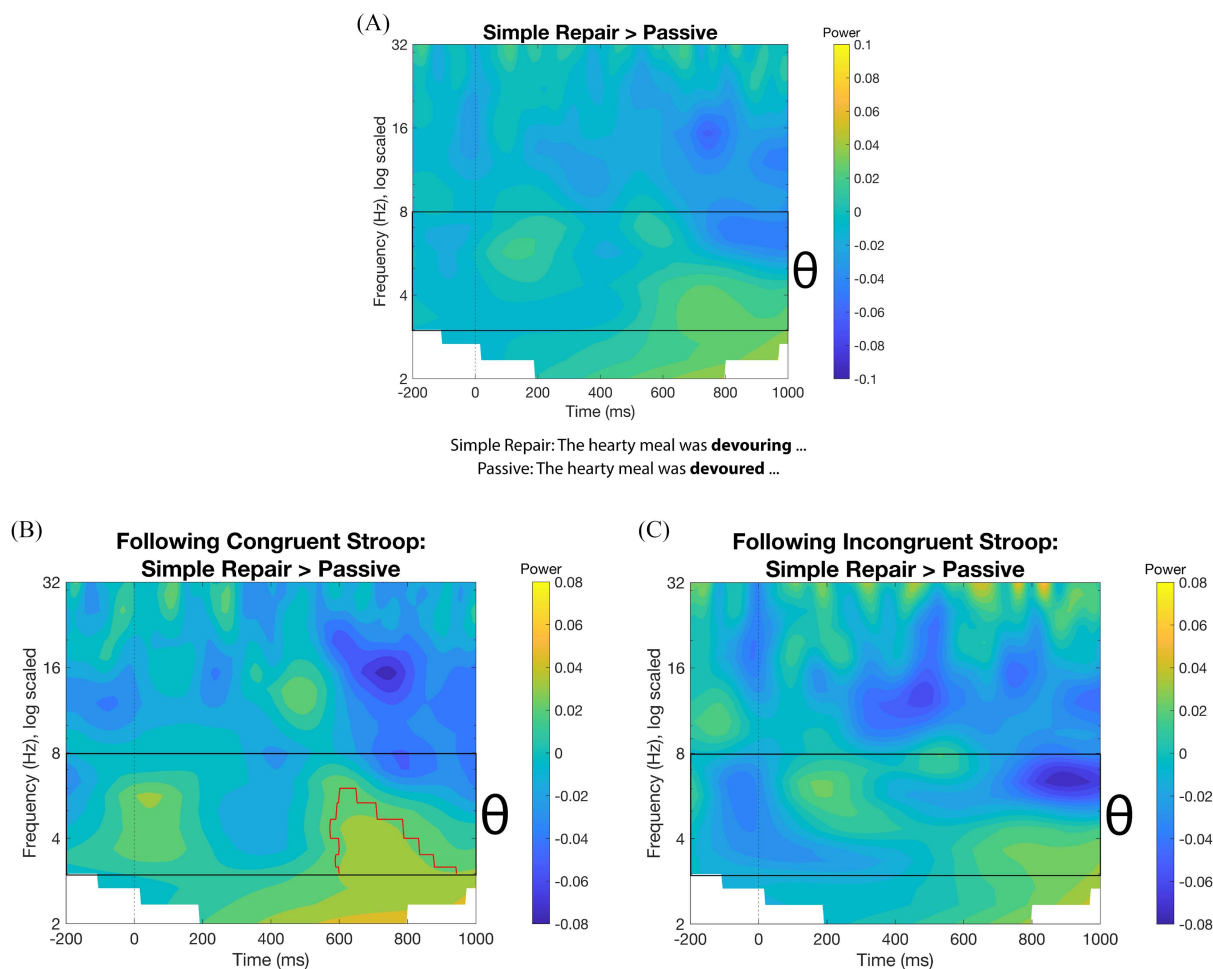 (A)
Simple Repair > Passive
Power
Frequency (Hz), log scaled
32
16
8
4
2
-200 0 200 400 600 800 1000
Time (ms)
0.1
0.08
0.06
0.04
0.02
0
-0.02
-0.04
-0.06
-0.08
-0.1
θ
Simple Repair: The hearty meal was devouring ...
Passive: The hearty meal was devoured ...
(B)
Following Congruent Stroop:
Simple Repair > Passive
Power
Frequency (Hz), log scaled
32
16
8
4
2
-200 0 200 400 600 800 1000
Time (ms)
0.08
0.06
0.04
0.02
0
-0.02
-0.04
-0.06
-0.08
θ
(C)
Following Incongruent Stroop:
Simple Repair > Passive
Power
Frequency (Hz), log scaled
32
16
8
4
2
-200 0 200 400 600 800 1000
Time (ms)
0.08
0.06
0.04
0.02
0
-0.02
-0.04
-0.06
-0.08
θ